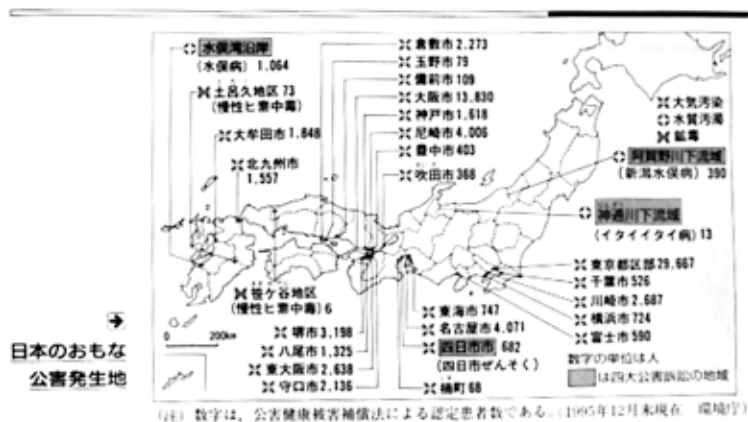 水俣湾沿岸
(水俣病) 1.064
土呂久地区 73
(慢性ヒ素中毒)
大牟田市 1.848
北九州市
1.557
倉敷市 2.273
玉野市 79
備前市 109
大阪市 13.830
神戸市 1.618
尼崎市 4.006
豊中市 403
吹田市 368
大気汚染
水質汚濁
鉱毒
阿賀野川下流域
(新潟水俣病) 390
神通川下流域
(イタイイタイ病) 13
東京都区部 29.667
千葉市 526
川崎市 2.687
横浜市 724
富士市 590
笹ケ谷地区
(慢性ヒ素中毒) 6
堺市 3.198
八尾市 1.325
東大阪市 2.638
守口市 2.136
東海市 747
名古屋市 4.071
四日市市 682
(四日市ぜんそく)
楠町 68
数字の単位は人
は四大公害訴訟の地域
0 200km
日本のおもな
公害発生地
(注) 数字は、公害健康被害補償法による認定患者数である。(1995年12月末現在 環境庁)